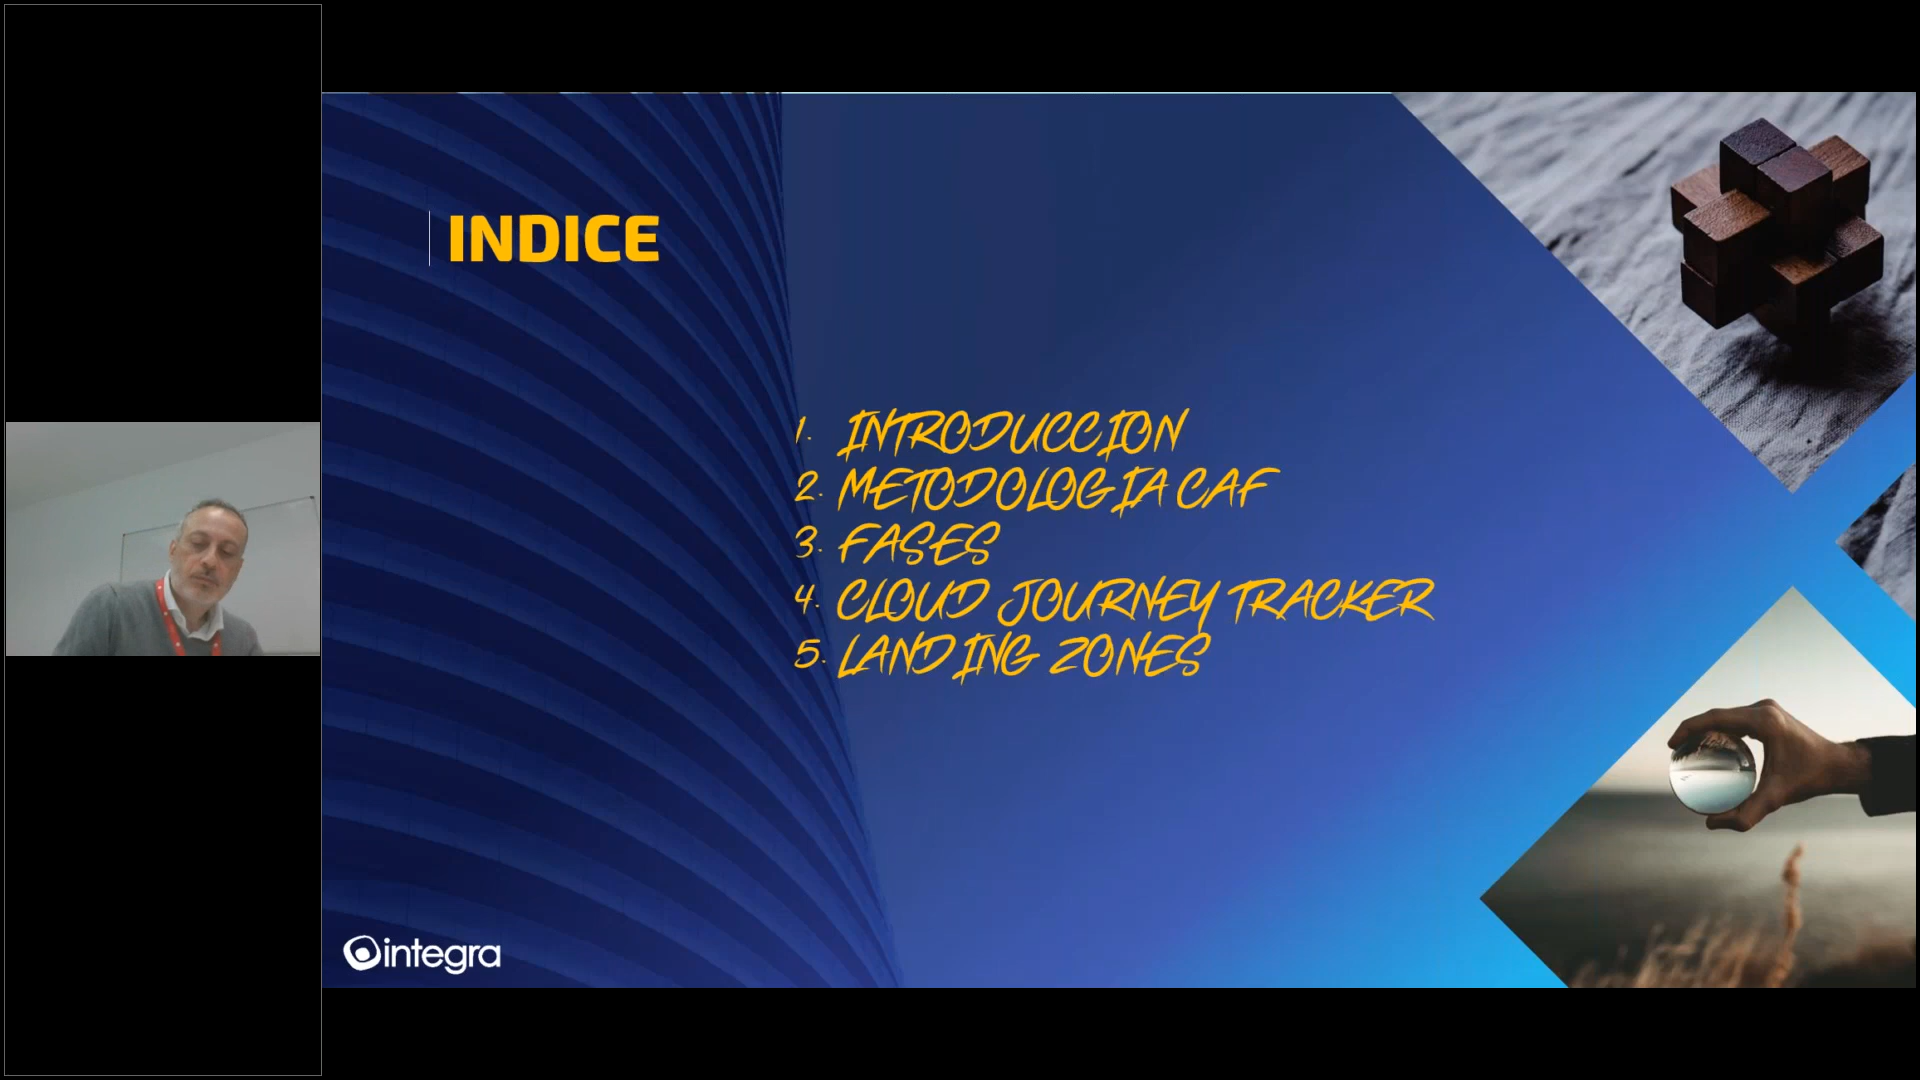 INDICE
1. INTRODUCCION
2. METODOLOGIA CAF
3. FASES
4. CLOUD JOURNEY TRACKER
5. LANDING ZONES
integra